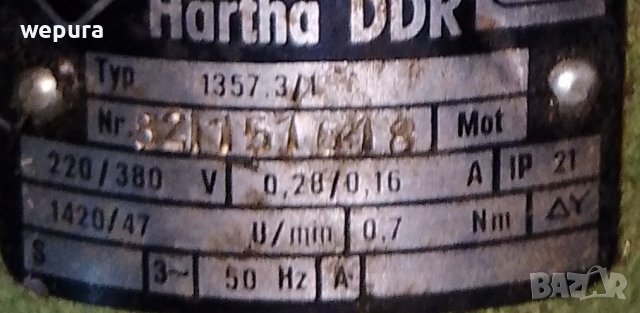 wepura
Hartha DDR
Typ 1357.3/1
Nr. Mot
220/380 V 0,28/0,16 A IP 21
1420/47 U/min 0.7 Nm ΔY
S 3~ 50 Hz A
BAZAR